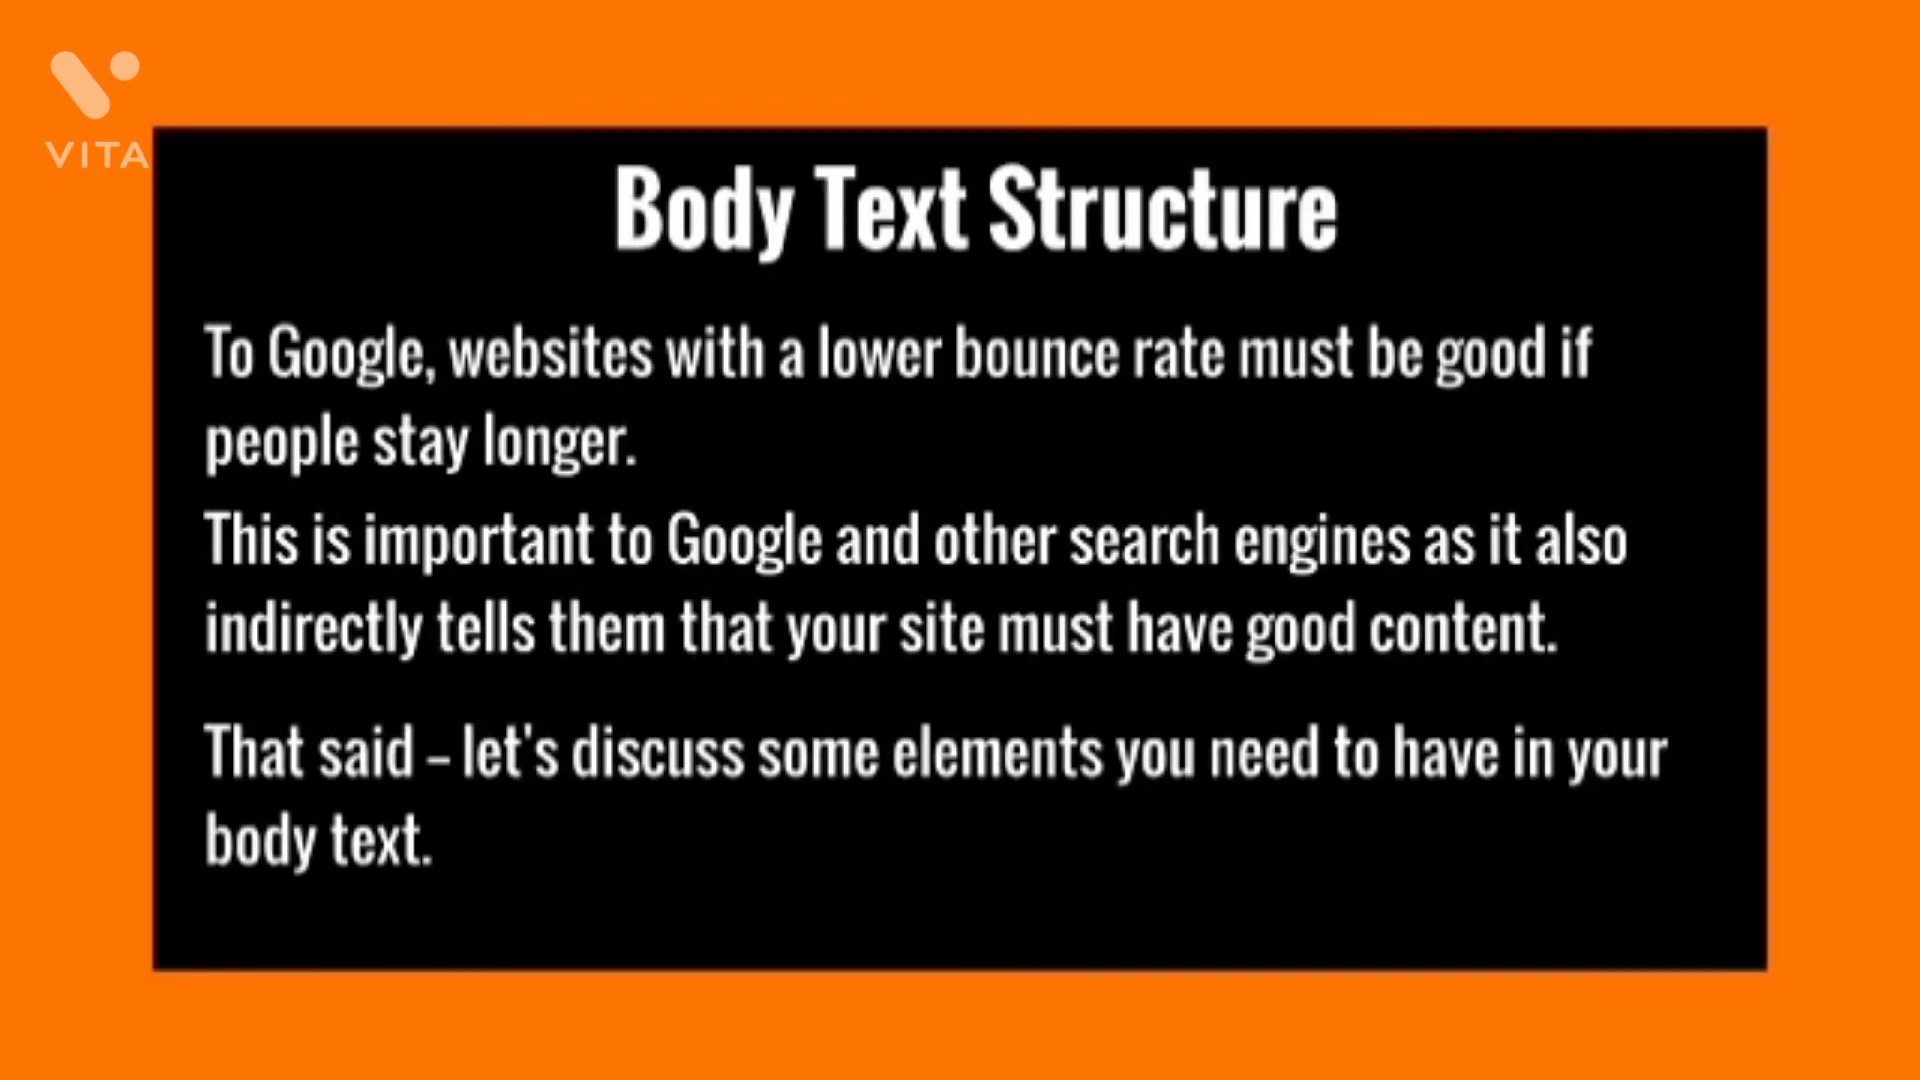 VITA
Body Text Structure
To Google, websites with a lower bounce rate must be good if
people stay longer.
This is important to Google and other search engines as it also
indirectly tells them that your site must have good content.
That said – let's discuss some elements you need to have in your
body text.